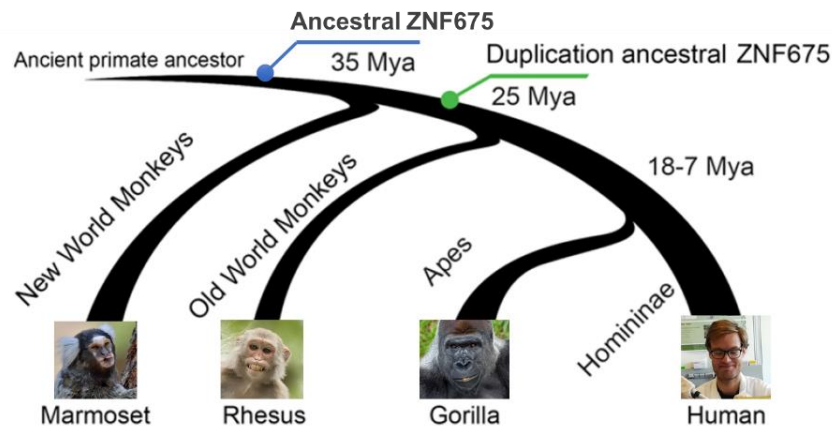 Ancestral ZNF675
Ancient primate ancestor
35 Mya
Duplication ancestral ZNF675
25 Mya
18-7 Mya
New World Monkeys
Old World Monkeys
Apes
Homininae
Marmoset
Rhesus
Gorilla
Human